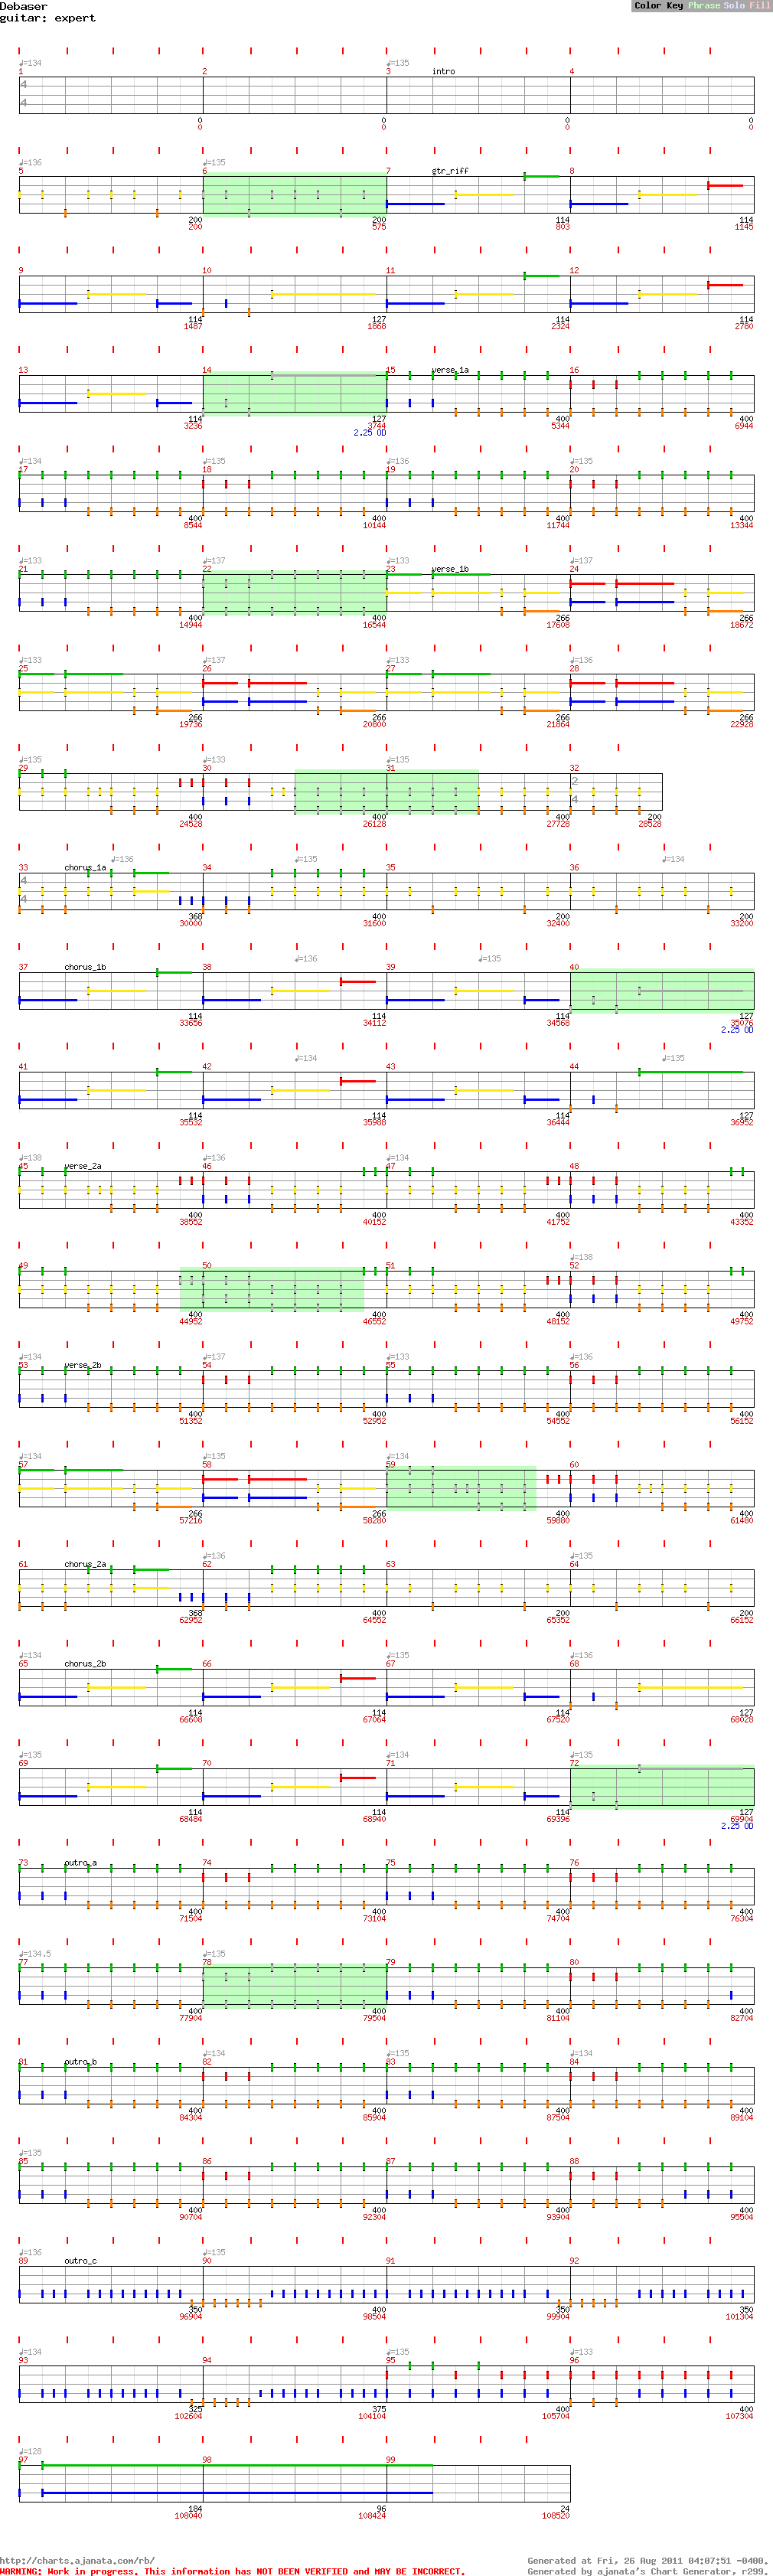 Debaser
guitar: expert
Color Key Phrase Solo Fill
♩=134 ♩=135
1 2 3 intro 4
4
4
0 0 0 0
0 0 0 0
♩=136 ♩=135
5 6 7 gtr_riff 8
200 200 114 114
200 575 803 1145
9 10 11 12
114 127 114 114
1487 1868 2324 2780
13 14 15 verse_1a 16
114 127 400 400
3236 3744 5344 6944
2.25 OD
♩=134 ♩=135 ♩=136 ♩=135
17 18 19 20
400 400 400 400
8544 10144 11744 13344
♩=133 ♩=137 ♩=133 ♩=137
21 22 23 verse_1b 24
400 400 266 266
14944 16544 17608 18672
♩=133 ♩=137 ♩=133 ♩=136
25 26 27 28
266 266 266 266
19736 20800 21864 22928
♩=135 ♩=133 ♩=135
29 30 31 32
2
4
400 400 400 200
24528 26128 27728 28528
♩=136 ♩=135 ♩=134
33 chorus_1a 34 35 36
4
4
368 400 200 200
30000 31600 32400 33200
♩=136 ♩=135
37 chorus_1b 38 39 40
114 114 114 127
33656 34112 34568 35076
2.25 OD
♩=134 ♩=135
41 42 43 44
114 114 114 127
35532 35988 36444 36952
♩=138 ♩=136 ♩=134
45 verse_2a 46 47 48
400 400 400 400
38552 40152 41752 43352
♩=138
49 50 51 52
400 400 400 400
44952 46552 48152 49752
♩=134 ♩=137 ♩=133 ♩=136
53 verse_2b 54 55 56
400 400 400 400
51352 52952 54552 56152
♩=134 ♩=135 ♩=134
57 58 59 60
266 266 400 400
57216 58280 59880 61480
♩=136 ♩=135
61 chorus_2a 62 63 64
368 400 200 200
62952 64552 65352 66152
♩=134 ♩=135 ♩=136
65 chorus_2b 66 67 68
114 114 114 127
66608 67064 67520 68028
♩=135 ♩=134 ♩=135
69 70 71 72
114 114 114 127
68484 68940 69396 69904
2.25 OD
73 outro_a 74 75 76
400 400 400 400
71504 73104 74704 76304
♩=134.5 ♩=135
77 78 79 80
400 400 400 400
77904 79504 81104 82704
♩=134 ♩=135 ♩=134
81 outro_b 82 83 84
400 400 400 400
84304 85904 87504 89104
♩=135
85 86 87 88
400 400 400 400
90704 92304 93904 95504
♩=136 ♩=135
89 outro_c 90 91 92
350 400 350 350
96904 98504 99904 101304
♩=134 ♩=135 ♩=133
93 94 95 96
325 375 400 400
102604 104104 105704 107304
♩=128
97 98 99
184 96 24
108040 108424 108520
http://charts.ajanata.com/rb/ Generated at Fri, 26 Aug 2011 04:07:51 -0400.
WARNING: Work in progress. This information has NOT BEEN VERIFIED and MAY BE INCORRECT. Generated by ajanata's Chart Generator, r299.